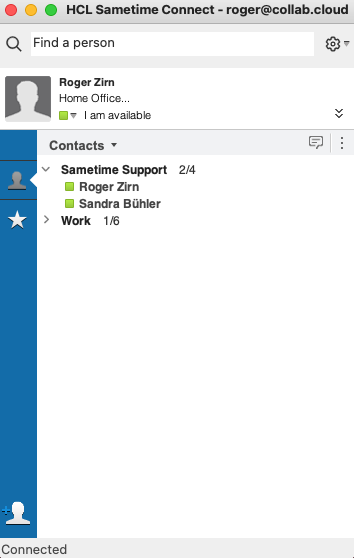 HCL Sametime Connect - roger@collab.cloud
Find a person
Roger Zirn
Home Office...
I am available
Contacts
Sametime Support 2/4
Roger Zirn
Sandra Bühler
Work 1/6
Connected